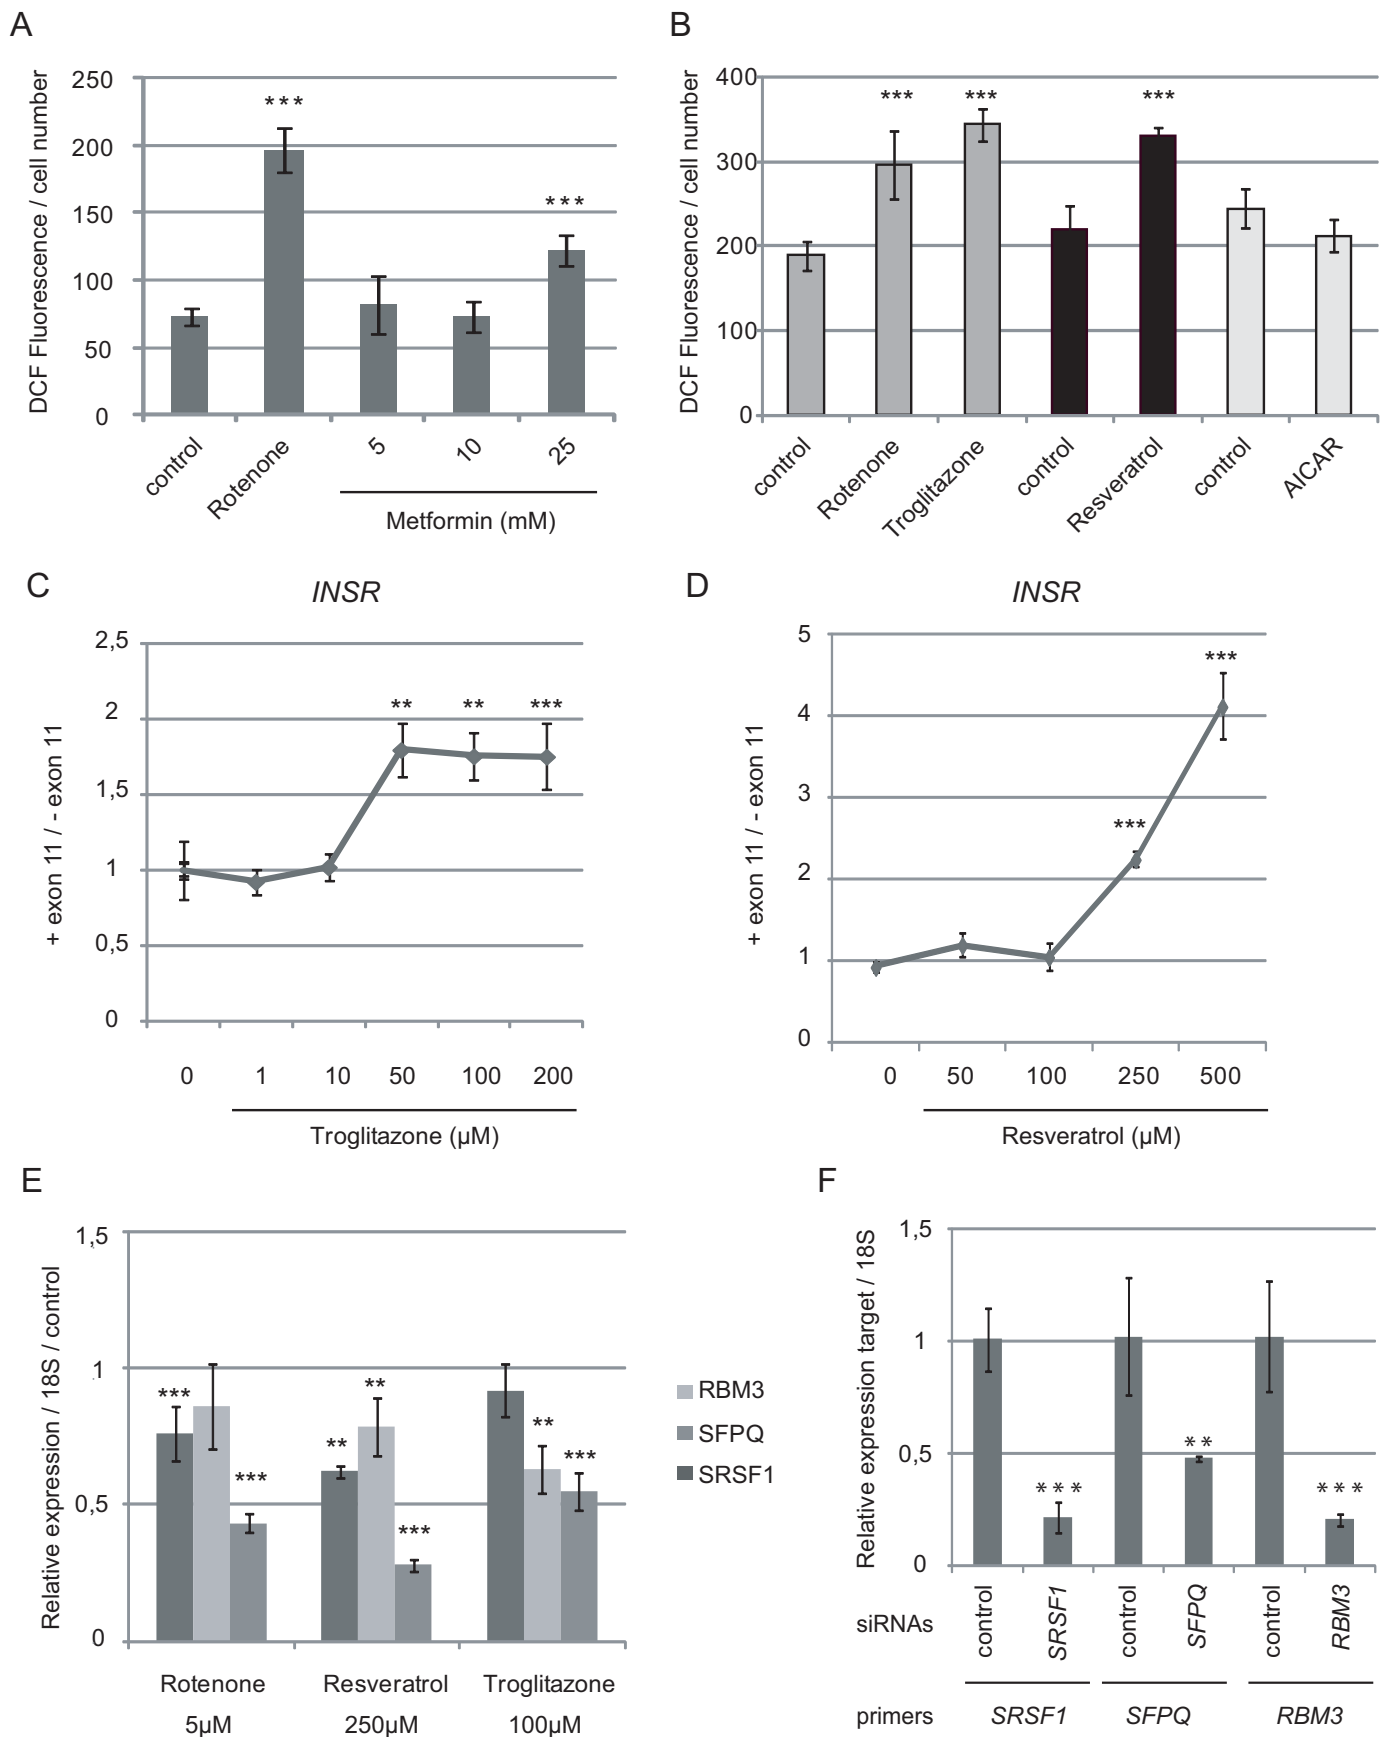 A
DCF Fluorescence / cell number
250
200
150
100
50
0
***
***
control
Rotenone
5
10
25
Metformin (mM)
B
DCF Fluorescence / cell number
400
300
200
100
0
***
***
***
control
Rotenone
Troglitazone
control
Resveratrol
control
AICAR
C
INSR
+ exon 11 / - exon 11
2,5
2
1,5
1
0,5
0
**
**
***
0
1
10
50
100
200
Troglitazone (µM)
D
INSR
+ exon 11 / - exon 11
5
4
3
2
1
0
***
***
0
50
100
250
500
Resveratrol (µM)
E
Relative expression / 18S / control
1,5
1
0,5
0
***
***
**
**
***
**
***
Rotenone
5µM
Resveratrol
250µM
Troglitazone
100µM
RBM3
SFPQ
SRSF1
F
Relative expression target / 18S
1,5
1
0,5
0
***
**
***
siRNAs
control
SRSF1
control
SFPQ
control
RBM3
primers
SRSF1
SFPQ
RBM3